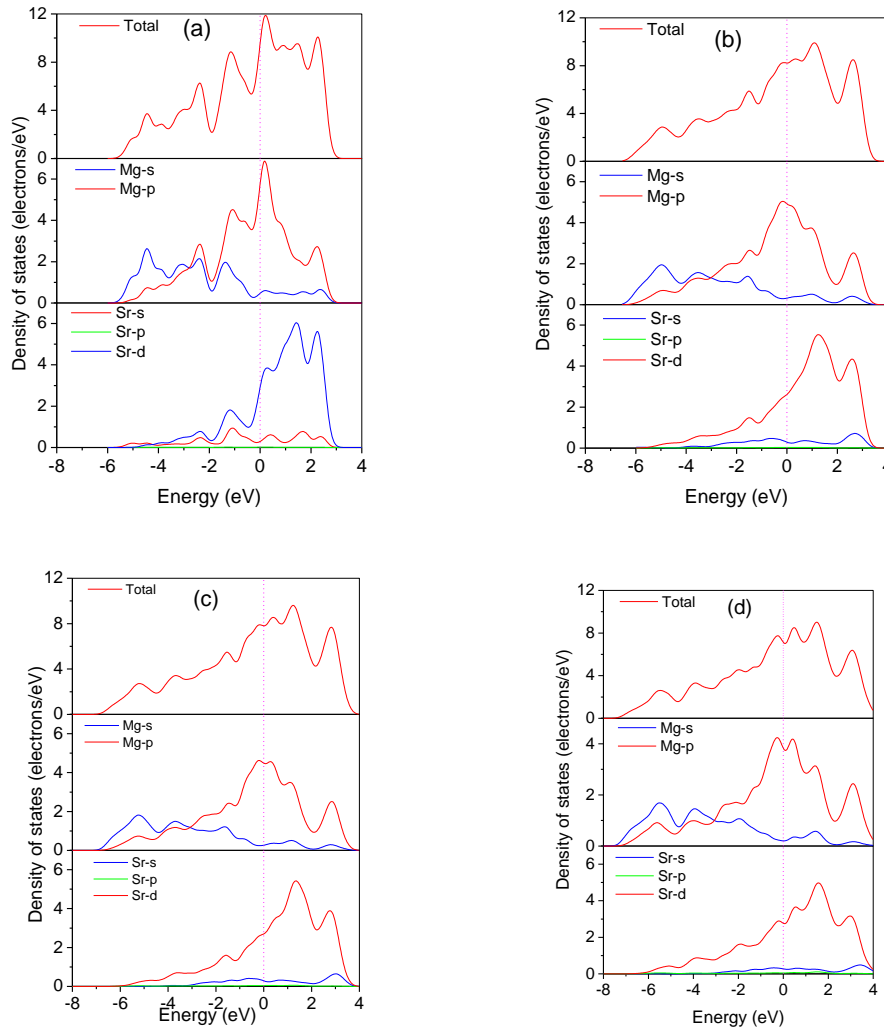 (a)
Total
Mg-s
Mg-p
Sr-s
Sr-p
Sr-d
12
8
4
0
6
4
2
0
6
4
2
0
-8 -6 -4 -2 0 2 4
Density of states (electrons/eV)
Energy (eV)
(b)
Total
Mg-s
Mg-p
Sr-s
Sr-p
Sr-d
12
8
4
0
6
4
2
0
6
4
2
0
-8 -6 -4 -2 0 2 4
Density of states (electrons/eV)
Energy (eV)
(c)
Total
Mg-s
Mg-p
Sr-s
Sr-p
Sr-d
12
8
4
0
6
4
2
0
6
4
2
0
-8 -6 -4 -2 0 2 4
Density of states (electrons/eV)
Energy (eV)
(d)
Total
Mg-s
Mg-p
Sr-s
Sr-p
Sr-d
12
8
4
0
4
2
0
6
4
2
0
-8 -6 -4 -2 0 2 4
Density of states (electrons/eV)
Energy (eV)